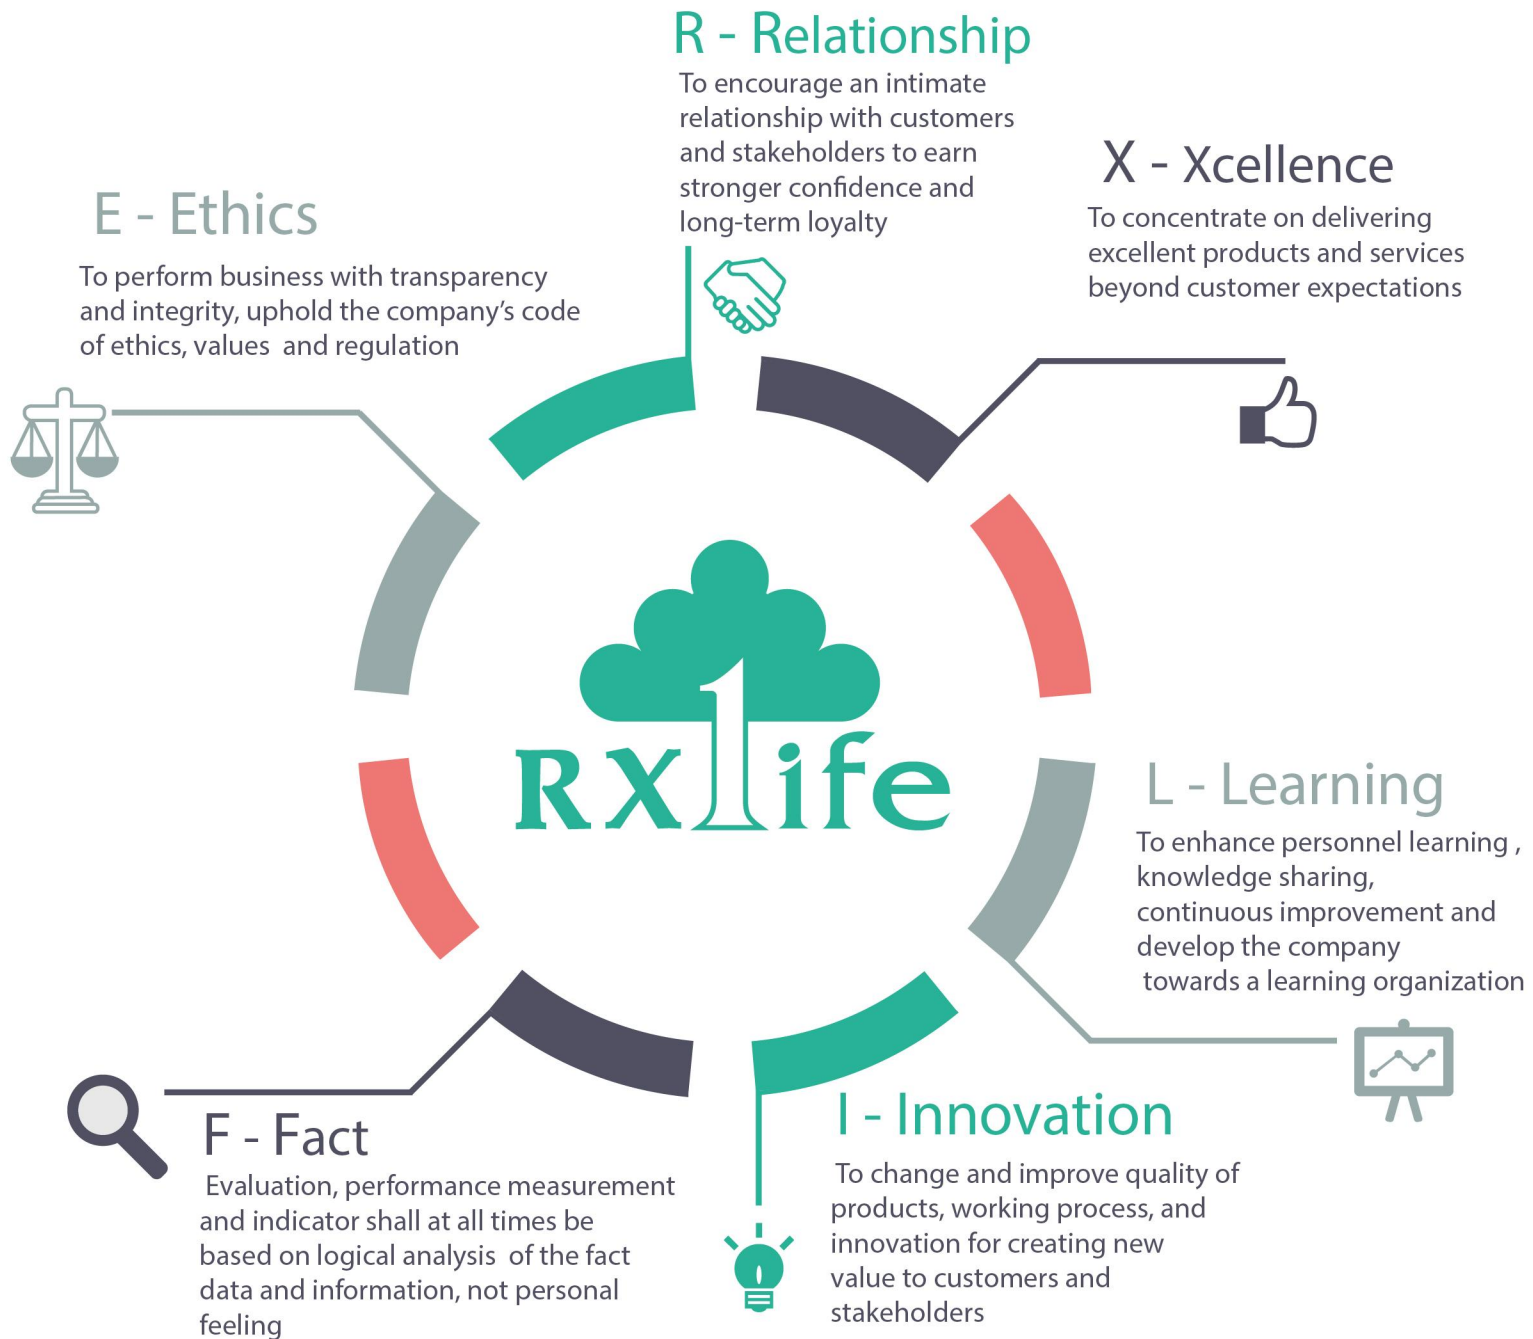 R - Relationship
To encourage an intimate
relationship with customers
and stakeholders to earn
stronger confidence and
long-term loyalty
X - Xcellence
To concentrate on delivering
excellent products and services
beyond customer expectations
L - Learning
To enhance personnel learning ,
knowledge sharing,
continuous improvement and
develop the company
towards a learning organization
I - Innovation
To change and improve quality of
products, working process, and
innovation for creating new
value to customers and
stakeholders
F - Fact
Evaluation, performance measurement
and indicator shall at all times be
based on logical analysis  of the fact
data and information, not personal
feeling
E - Ethics
To perform business with transparency
and integrity, uphold the company’s code
of ethics, values  and regulation
RX1ife